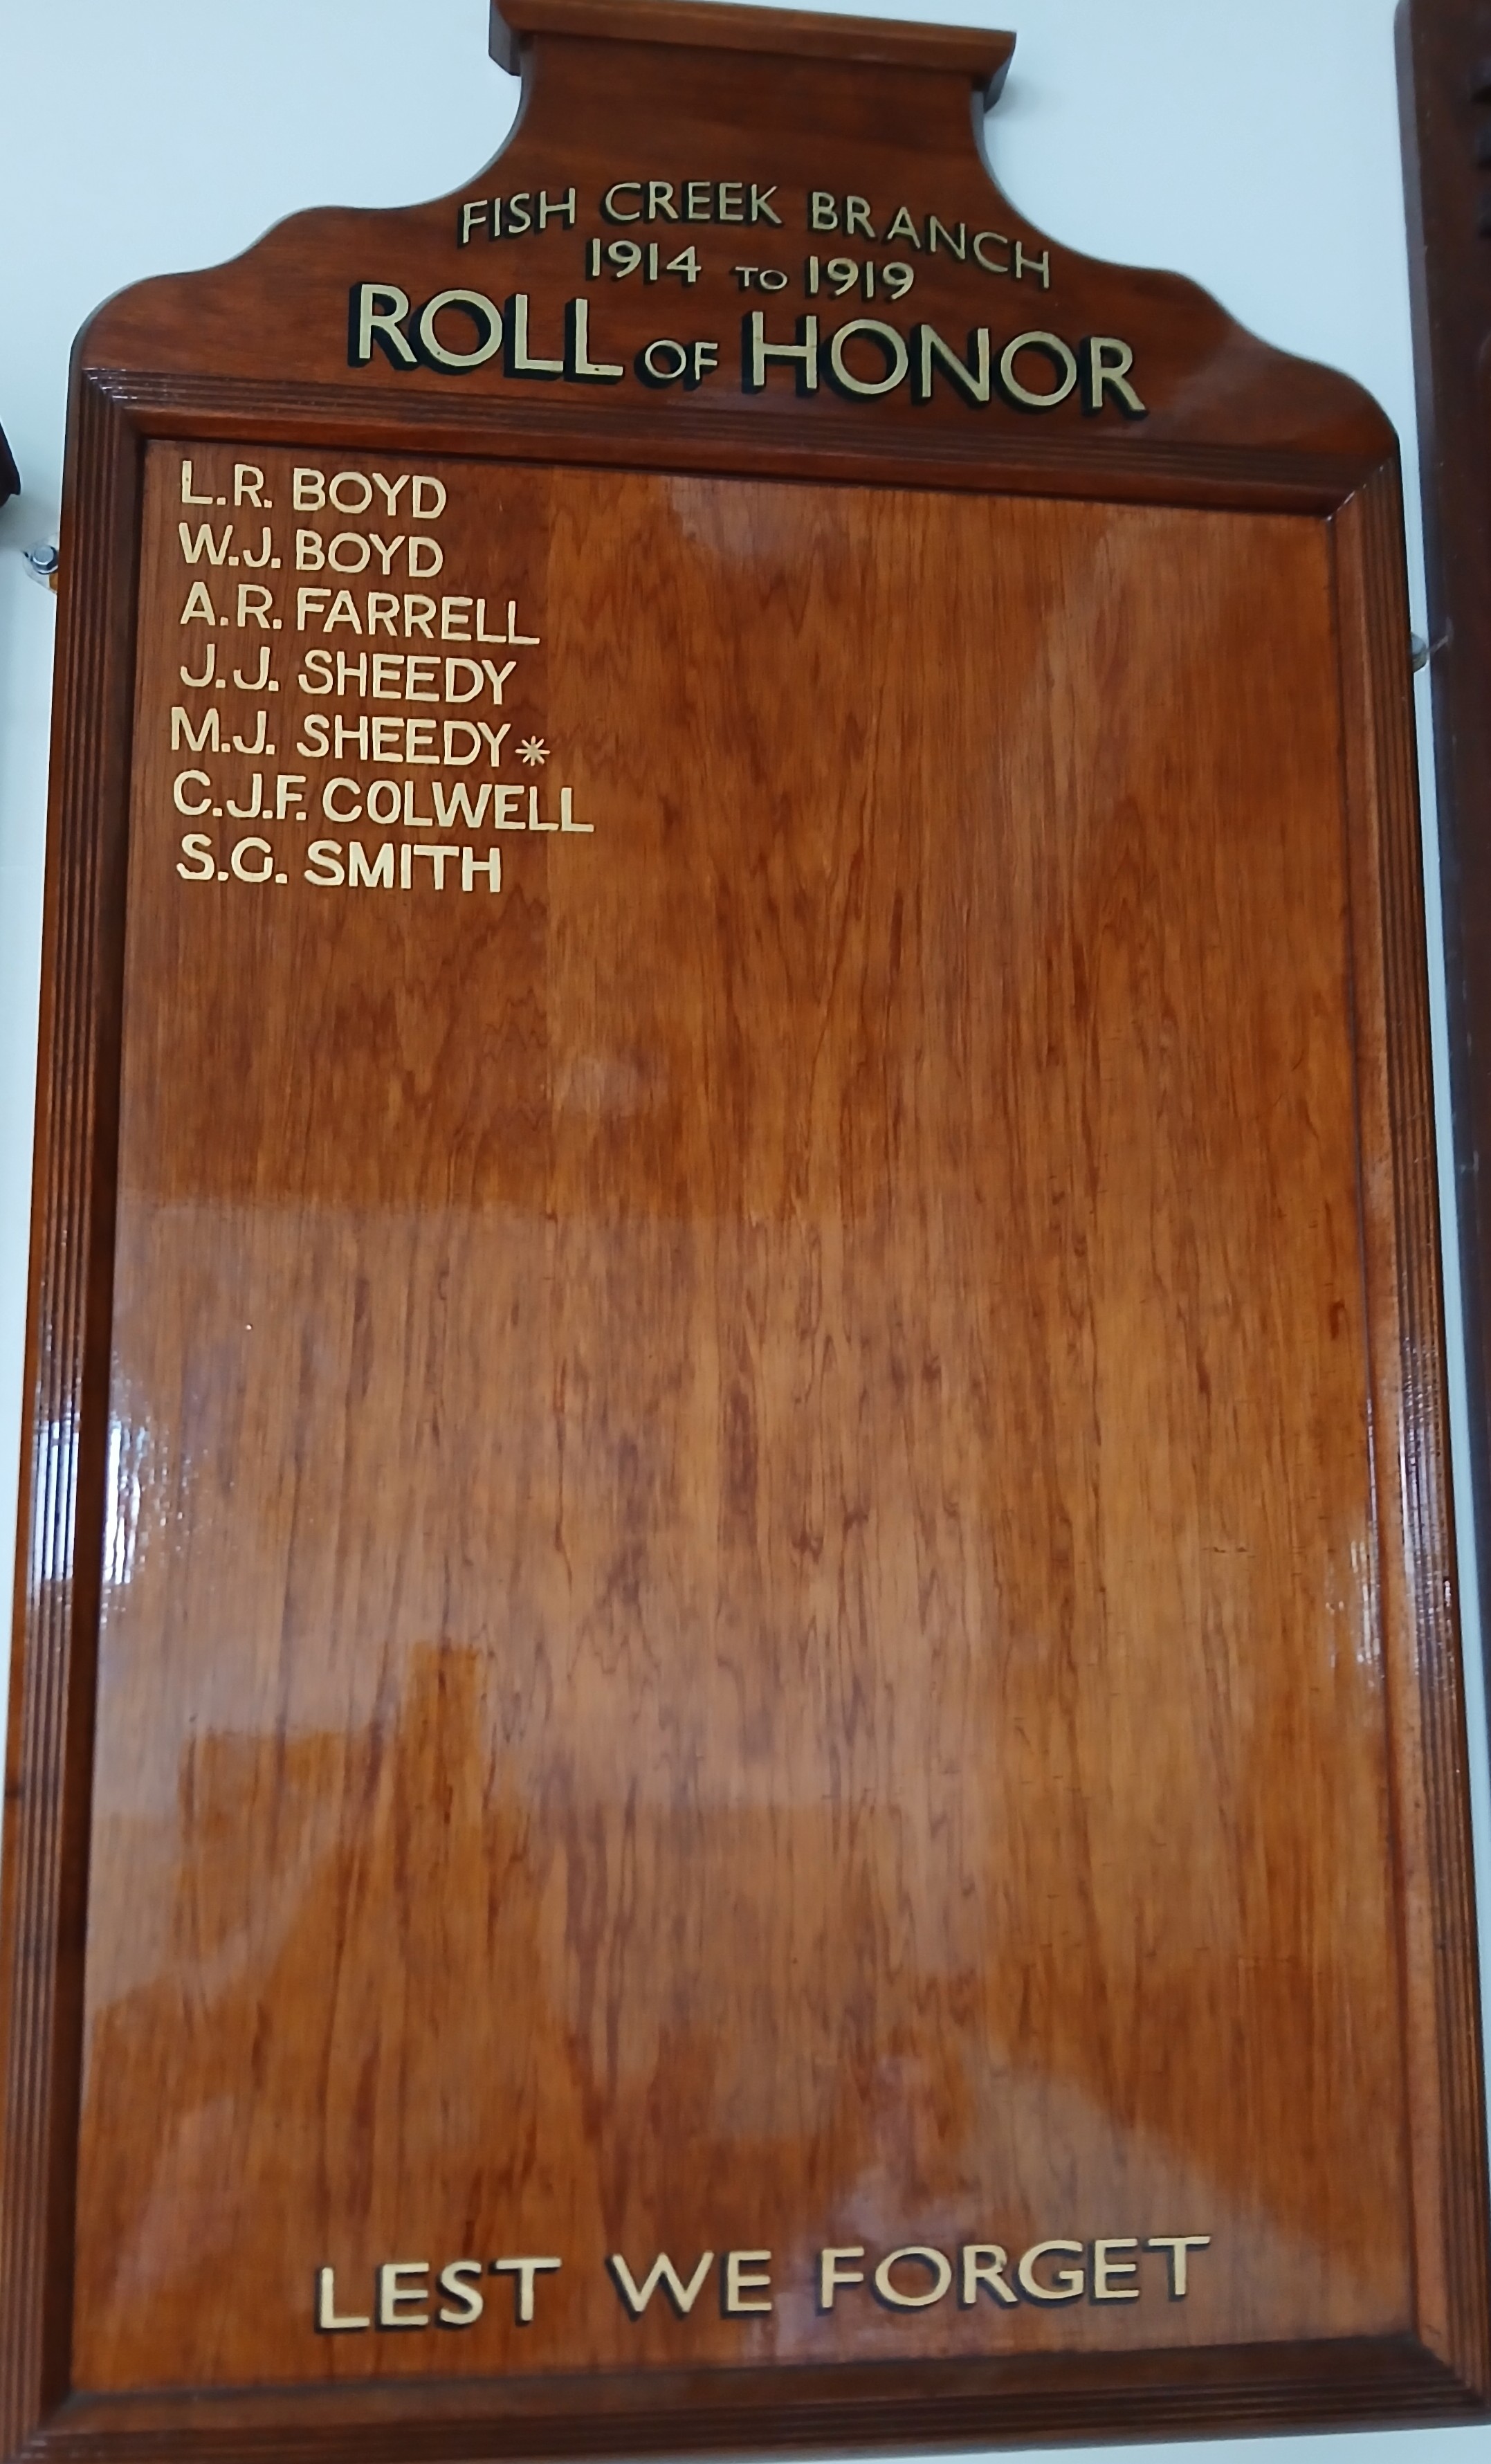 FISH CREEK BRANCH
1914 TO 1919
ROLL OF HONOR
L.R. BOYD
W.J. BOYD
A.R. FARRELL
J.J. SHEEDY
M.J. SHEEDY*
C.J.F. COLWELL
S.G. SMITH
LEST WE FORGET